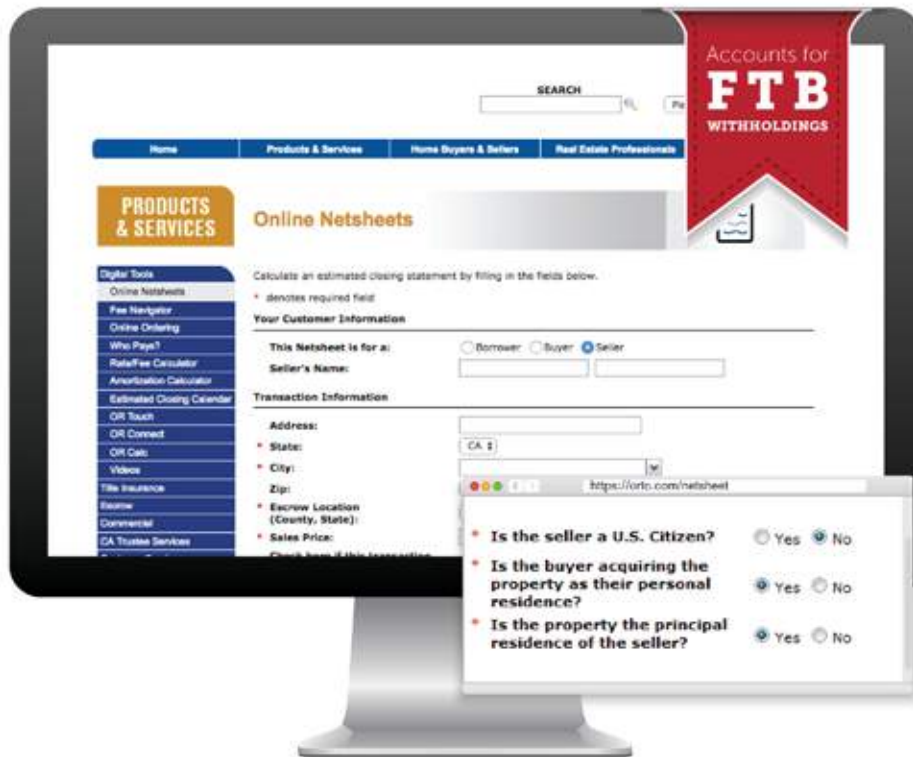 Accounts for
FTB
WITHHOLDINGS
SEARCH
Home
Products & Services
Home Buyers & Sellers
Real Estate Professionals
PRODUCTS
& SERVICES
Online Netsheets
Digital Tools
Online Netsheets
Fee Navigator
Online Ordering
Who Pays?
Rate/Fee Calculator
Amortization Calculator
Estimated Closing Calendar
OR Touch
OR Connect
OR Calc
Videos
Title Insurance
Escrow
Commercial
CA Trustee Services
Calculate an estimated closing statement by filling in the fields below.
* denotes required field
Your Customer Information
This Netsheet is for a:
Borrower
Buyer
Seller
Seller's Name:
Transaction Information
Address:
* State:
CA
* City:
Zip:
* Escrow Location
(County, State):
* Sales Price:
Check here if this transaction
https://ortc.com/netsheet
* Is the seller a U.S. Citizen?
Yes No
* Is the buyer acquiring the
property as their personal
residence?
Yes No
* Is the property the principal
residence of the seller?
Yes No